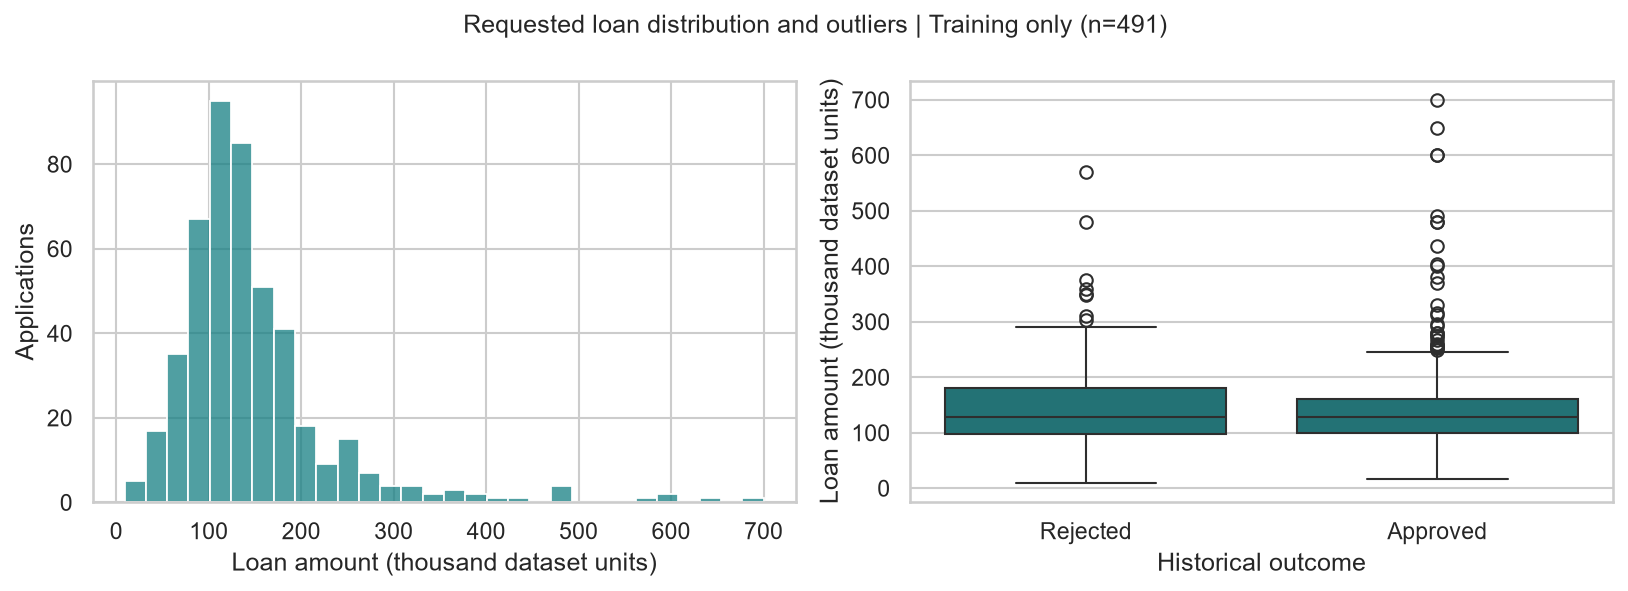 Requested loan distribution and outliers | Training only (n=491)
Applications
80
60
40
20
0
0 100 200 300 400 500 600 700
Loan amount (thousand dataset units)
Loan amount (thousand dataset units)
700
600
500
400
300
200
100
0
Rejected Approved
Historical outcome